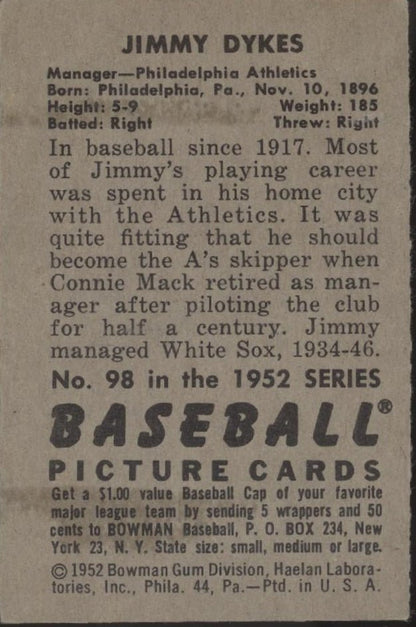 JIMMY DYKES
Manager—Philadelphia Athletics
Born: Philadelphia, Pa., Nov. 10, 1896
Height: 5-9 Weight: 185
Batted: Right Threw: Right
In baseball since 1917. Most
of Jimmy's playing career
was spent in his home city
with the Athletics. It was
quite fitting that he should
become the A's skipper when
Connie Mack retired as man-
ager after piloting the club
for half a century. Jimmy
managed White Sox, 1934-46.
No. 98 in the 1952 SERIES
BASEBALL®
PICTURE CARDS
Get a $1.00 value Baseball Cap of your favorite
major league team by sending 5 wrappers and 50
cents to BOWMAN Baseball, P. O. BOX 234, New
York 23, N. Y. State size: small, medium or large.
© 1952 Bowman Gum Division, Haelan Labora-
tories, Inc., Phila. 44, Pa.—Ptd. in U. S. A.